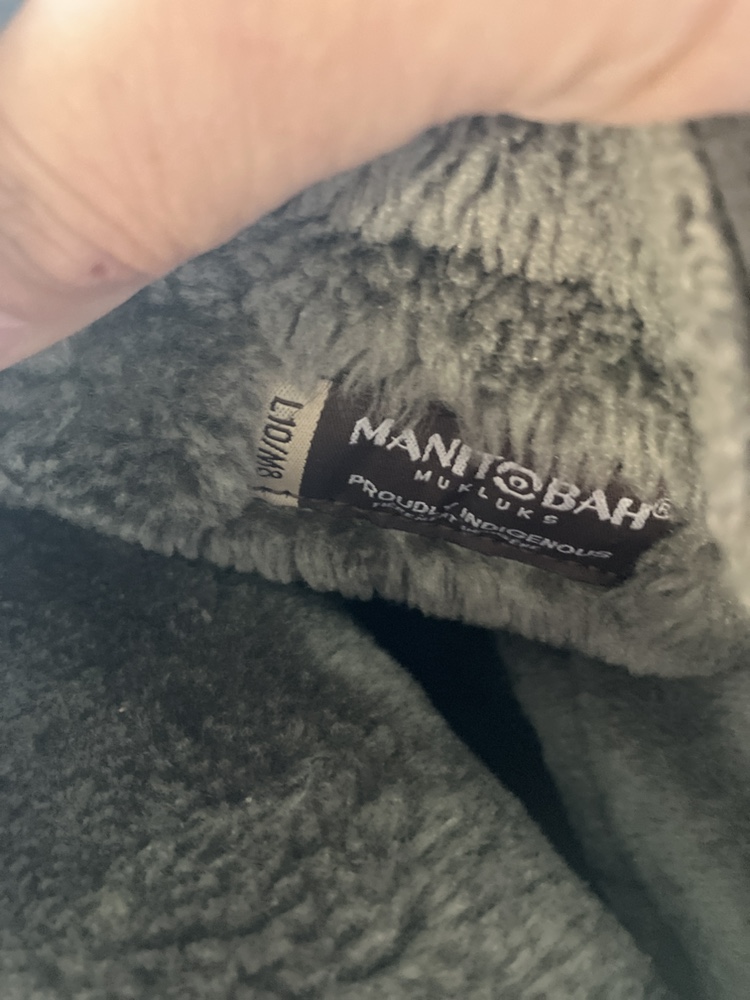 L10/M8
MANITOBAH®
MUKLUKS
PROUDLY INDIGENOUS